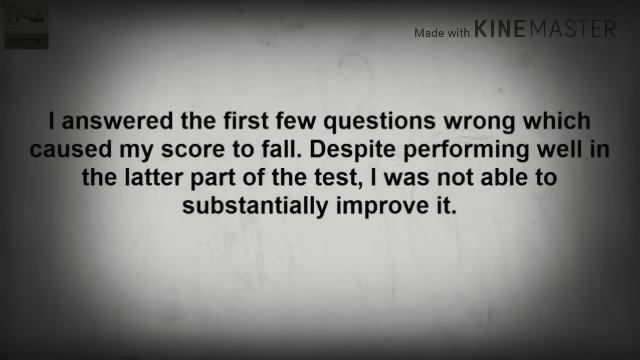 Made with KINEMASTER
I answered the first few questions wrong which
caused my score to fall. Despite performing well in
the latter part of the test, I was not able to
substantially improve it.